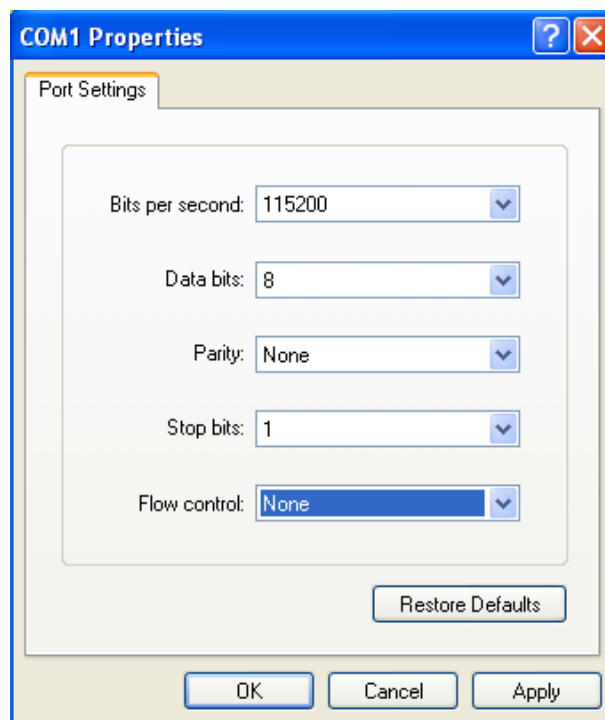 COM1 Properties
Port Settings
Bits per second: 115200
Data bits: 8
Parity: None
Stop bits: 1
Flow control: None
Restore Defaults
OK Cancel Apply